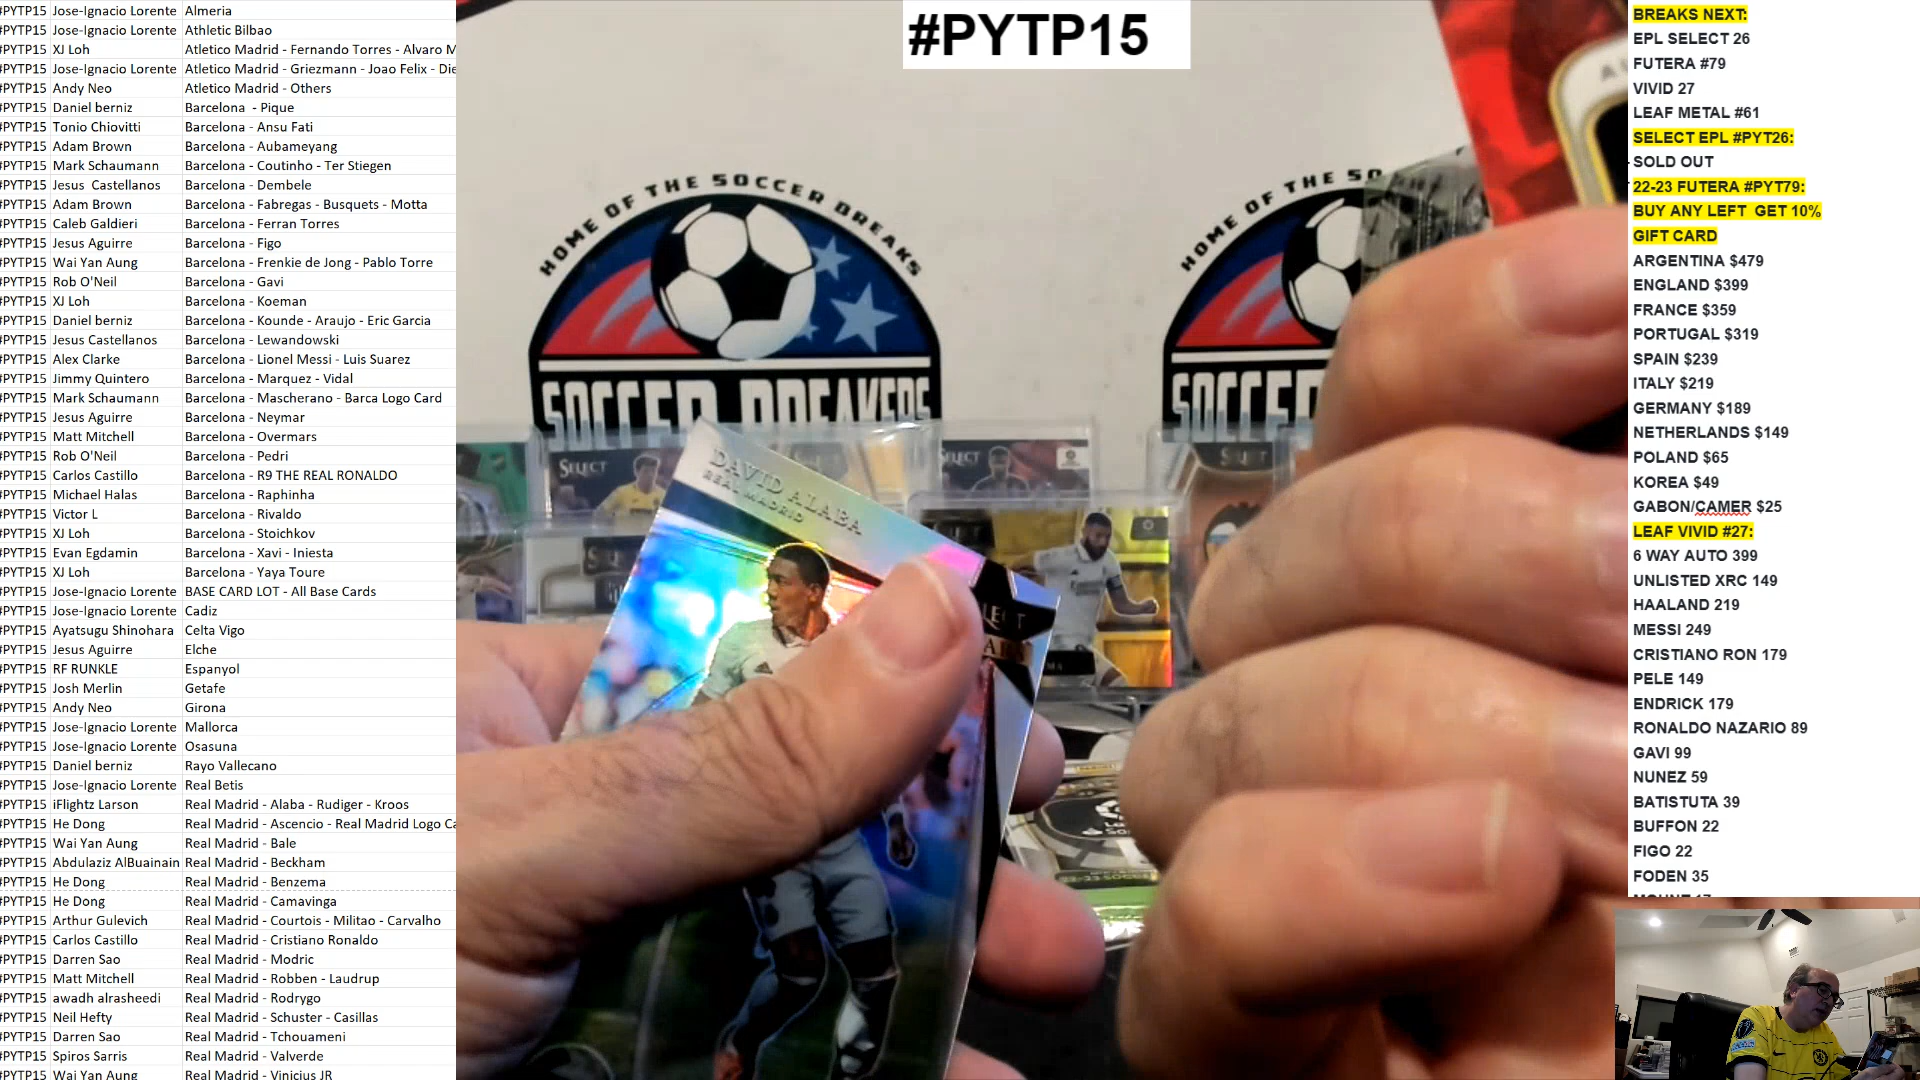 #PYTP15 Jose-Ignacio Lorente Almeria
#PYTP15 Jose-Ignacio Lorente Athletic Bilbao
#PYTP15 XJ Loh Atletico Madrid - Fernando Torres - Alvaro M
#PYTP15 Jose-Ignacio Lorente Atletico Madrid - Griezmann - Joao Felix - Die
#PYTP15 Andy Neo Atletico Madrid - Others
#PYTP15 Daniel berniz Barcelona - Pique
#PYTP15 Tonio Chiovitti Barcelona - Ansu Fati
#PYTP15 Adam Brown Barcelona - Aubameyang
#PYTP15 Mark Schaumann Barcelona - Coutinho - Ter Stiegen
#PYTP15 Jesus Castellanos Barcelona - Dembele
#PYTP15 Adam Brown Barcelona - Fabregas - Busquets - Motta
#PYTP15 Caleb Galdieri Barcelona - Ferran Torres
#PYTP15 Jesus Aguirre Barcelona - Figo
#PYTP15 Wai Yan Aung Barcelona - Frenkie de Jong - Pablo Torre
#PYTP15 Rob O'Neil Barcelona - Gavi
#PYTP15 XJ Loh Barcelona - Koeman
#PYTP15 Daniel berniz Barcelona - Kounde - Araujo - Eric Garcia
#PYTP15 Jesus Castellanos Barcelona - Lewandowski
#PYTP15 Alex Clarke Barcelona - Lionel Messi - Luis Suarez
#PYTP15 Jimmy Quintero Barcelona - Marquez - Vidal
#PYTP15 Mark Schaumann Barcelona - Mascherano - Barca Logo Card
#PYTP15 Jesus Aguirre Barcelona - Neymar
#PYTP15 Matt Mitchell Barcelona - Overmars
#PYTP15 Rob O'Neil Barcelona - Pedri
#PYTP15 Carlos Castillo Barcelona - R9 THE REAL RONALDO
#PYTP15 Michael Halas Barcelona - Raphinha
#PYTP15 Victor L Barcelona - Rivaldo
#PYTP15 XJ Loh Barcelona - Stoichkov
#PYTP15 Evan Egdamin Barcelona - Xavi - Iniesta
#PYTP15 XJ Loh Barcelona - Yaya Toure
#PYTP15 Jose-Ignacio Lorente BASE CARD LOT - All Base Cards
#PYTP15 Jose-Ignacio Lorente Cadiz
#PYTP15 Ayatsugu Shinohara Celta Vigo
#PYTP15 Jesus Aguirre Elche
#PYTP15 RF RUNKLE Espanyol
#PYTP15 Josh Merlin Getafe
#PYTP15 Andy Neo Girona
#PYTP15 Jose-Ignacio Lorente Mallorca
#PYTP15 Jose-Ignacio Lorente Osasuna
#PYTP15 Daniel berniz Rayo Vallecano
#PYTP15 Jose-Ignacio Lorente Real Betis
#PYTP15 iFlightz Larson Real Madrid - Alaba - Rudiger - Kroos
#PYTP15 He Dong Real Madrid - Ascencio - Real Madrid Logo Ca
#PYTP15 Wai Yan Aung Real Madrid - Bale
#PYTP15 Abdulaziz AlBuainain Real Madrid - Beckham
#PYTP15 He Dong Real Madrid - Benzema
#PYTP15 He Dong Real Madrid - Camavinga
#PYTP15 Arthur Gulevich Real Madrid - Courtois - Militao - Carvalho
#PYTP15 Carlos Castillo Real Madrid - Cristiano Ronaldo
#PYTP15 Darren Sao Real Madrid - Modric
#PYTP15 Matt Mitchell Real Madrid - Robben - Laudrup
#PYTP15 awadh alrasheedi Real Madrid - Rodrygo
#PYTP15 Neil Hefty Real Madrid - Schuster - Casillas
#PYTP15 Darren Sao Real Madrid - Tchouameni
#PYTP15 Spiros Sarris Real Madrid - Valverde
#PYTP15 Wai Yan Aung Real Madrid - Vinicius JR
#PYTP15
HOME OF THE SOCCER BREAKS
SOCCER BREAKERS
HOME OF THE SO
SOCCE
SELECT
SELECT
DAVID ALABA
REAL MADRID
BREAKS NEXT:
EPL SELECT 26
FUTERA #79
VIVID 27
LEAF METAL #61
SELECT EPL #PYT26:
SOLD OUT
22-23 FUTERA #PYT79:
BUY ANY LEFT GET 10%
GIFT CARD
ARGENTINA $479
ENGLAND $399
FRANCE $359
PORTUGAL $319
SPAIN $239
ITALY $219
GERMANY $189
NETHERLANDS $149
POLAND $65
KOREA $49
GABON/CAMER $25
LEAF VIVID #27:
6 WAY AUTO 399
UNLISTED XRC 149
HAALAND 219
MESSI 249
CRISTIANO RON 179
PELE 149
ENDRICK 179
RONALDO NAZARIO 89
GAVI 99
NUNEZ 59
BATISTUTA 39
BUFFON 22
FIGO 22
FODEN 35